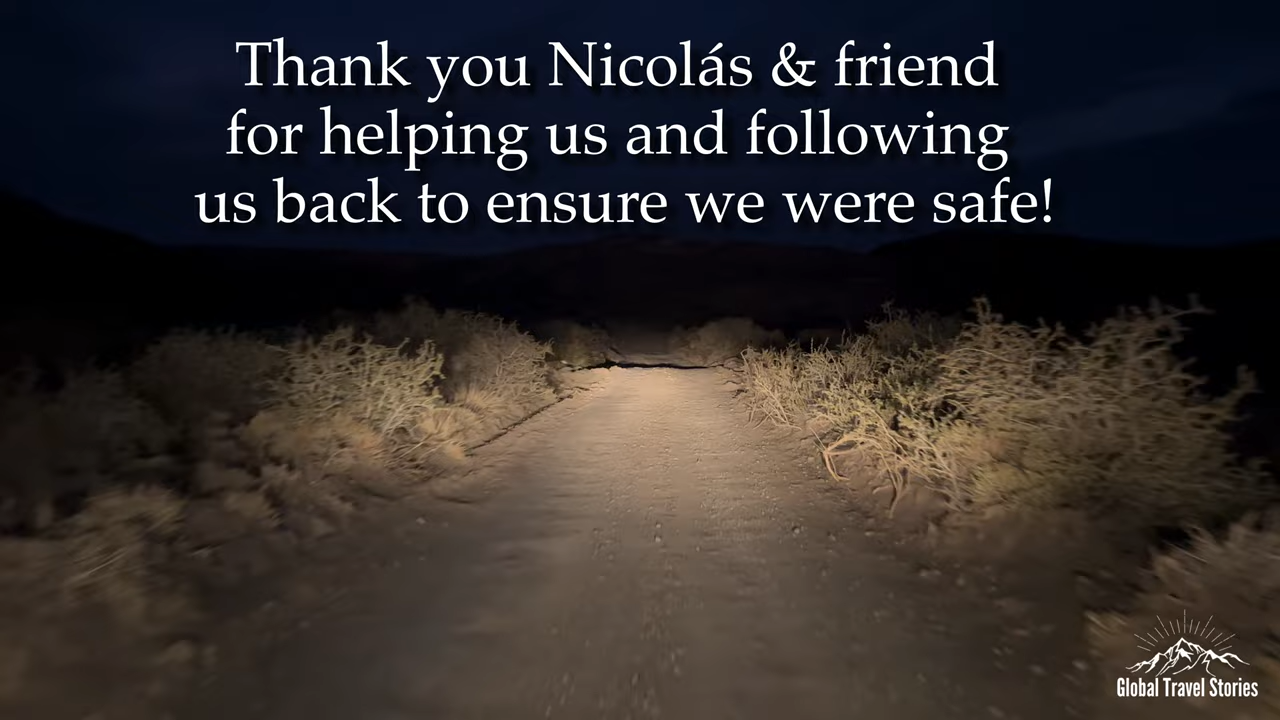 Thank you Nicolás & friend
for helping us and following
us back to ensure we were safe!
Global Travel Stories